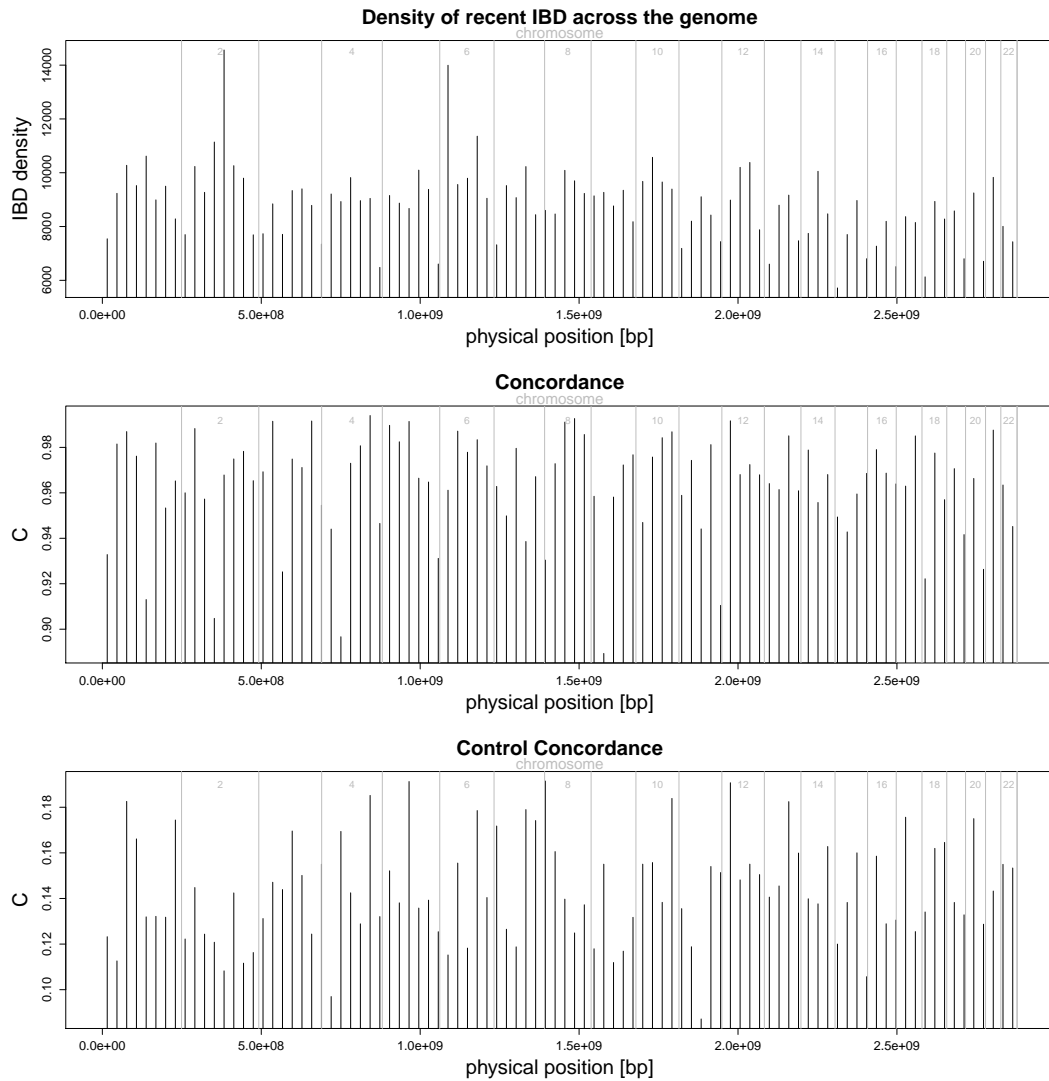 Density of recent IBD across the genome
chromosome
2 4 6 8 10 12 14 16 18 20 22
IBD density
6000 8000 10000 12000 14000
0.0e+00 5.0e+08 1.0e+09 1.5e+09 2.0e+09 2.5e+09
physical position [bp]
Concordance
chromosome
2 4 6 8 10 12 14 16 18 20 22
C
0.90 0.92 0.94 0.96 0.98
0.0e+00 5.0e+08 1.0e+09 1.5e+09 2.0e+09 2.5e+09
physical position [bp]
Control Concordance
chromosome
2 4 6 8 10 12 14 16 18 20 22
C
0.10 0.12 0.14 0.16 0.18
0.0e+00 5.0e+08 1.0e+09 1.5e+09 2.0e+09 2.5e+09
physical position [bp]